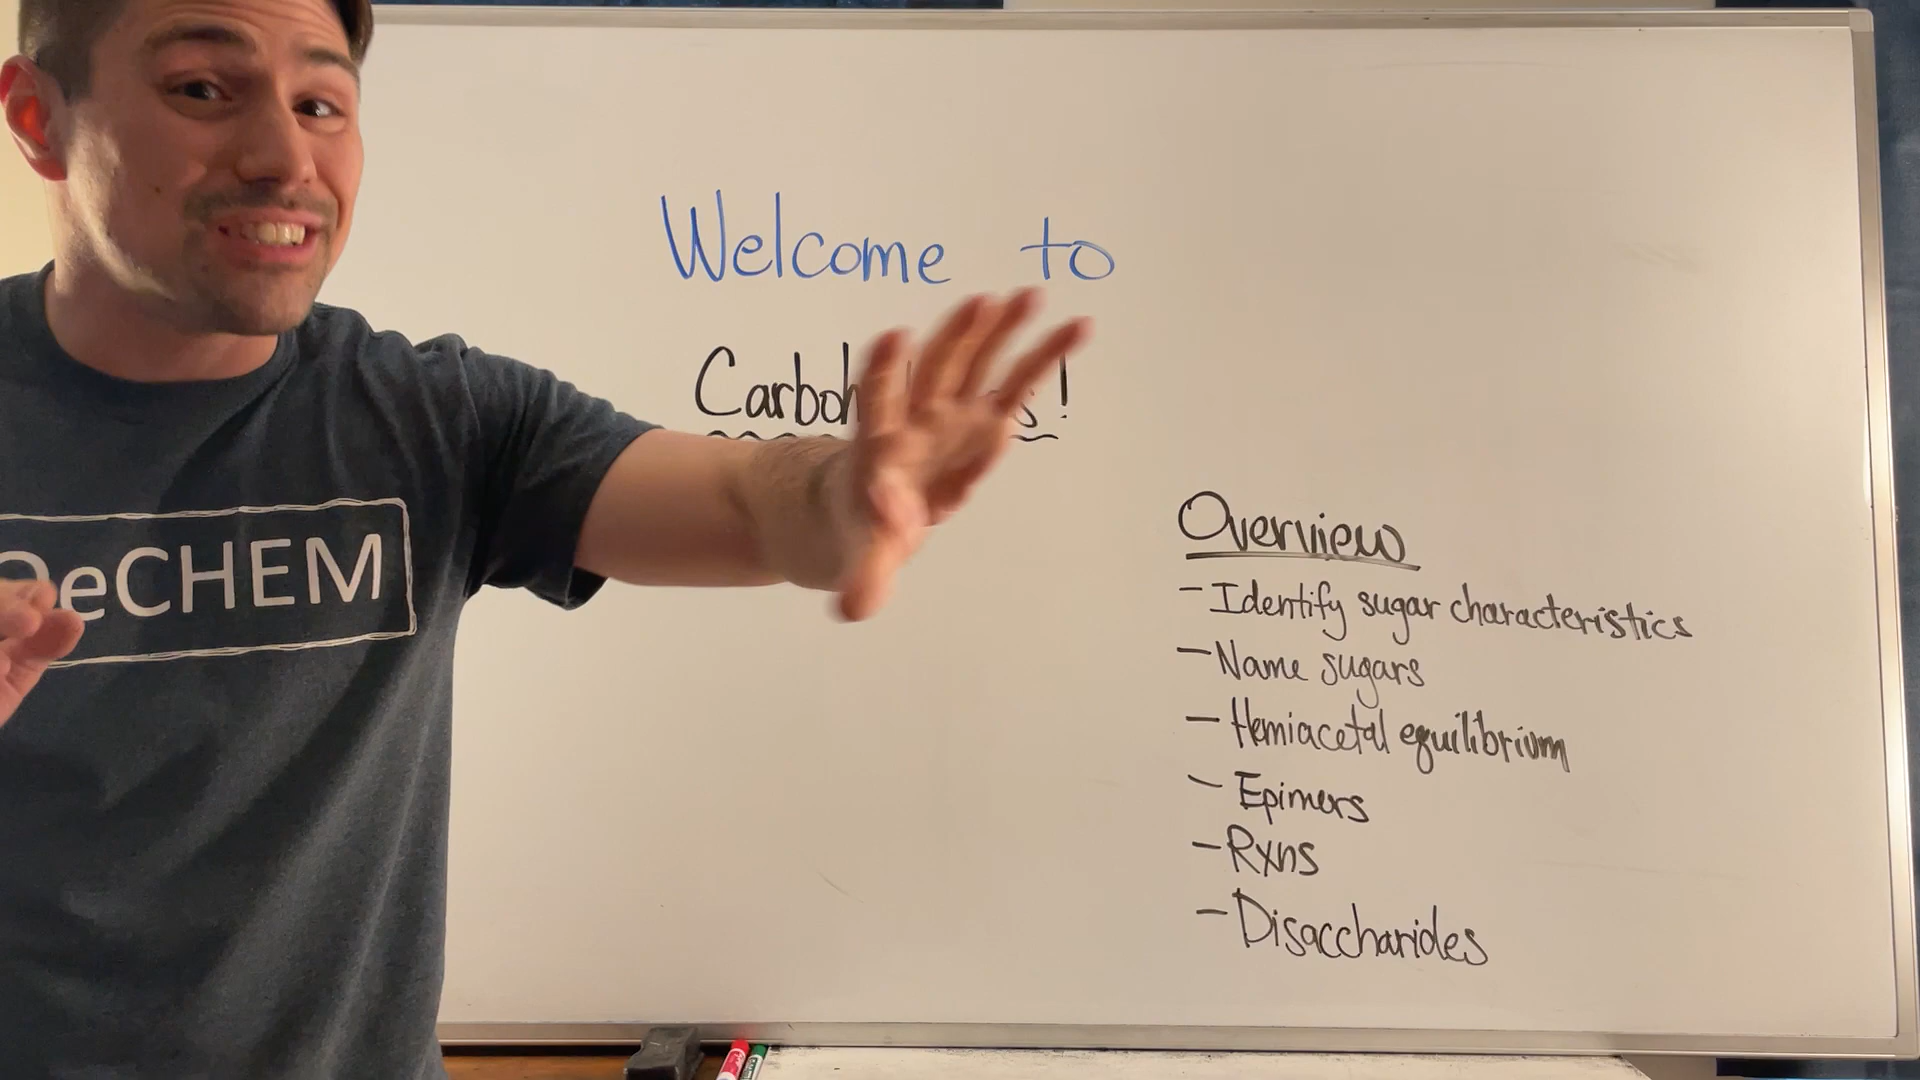 Welcome to
Overview
- Identify sugar characteristics
- Name sugars
- Hemiacetal equilibrium
- Epimers
- Rxns
- Disaccharides